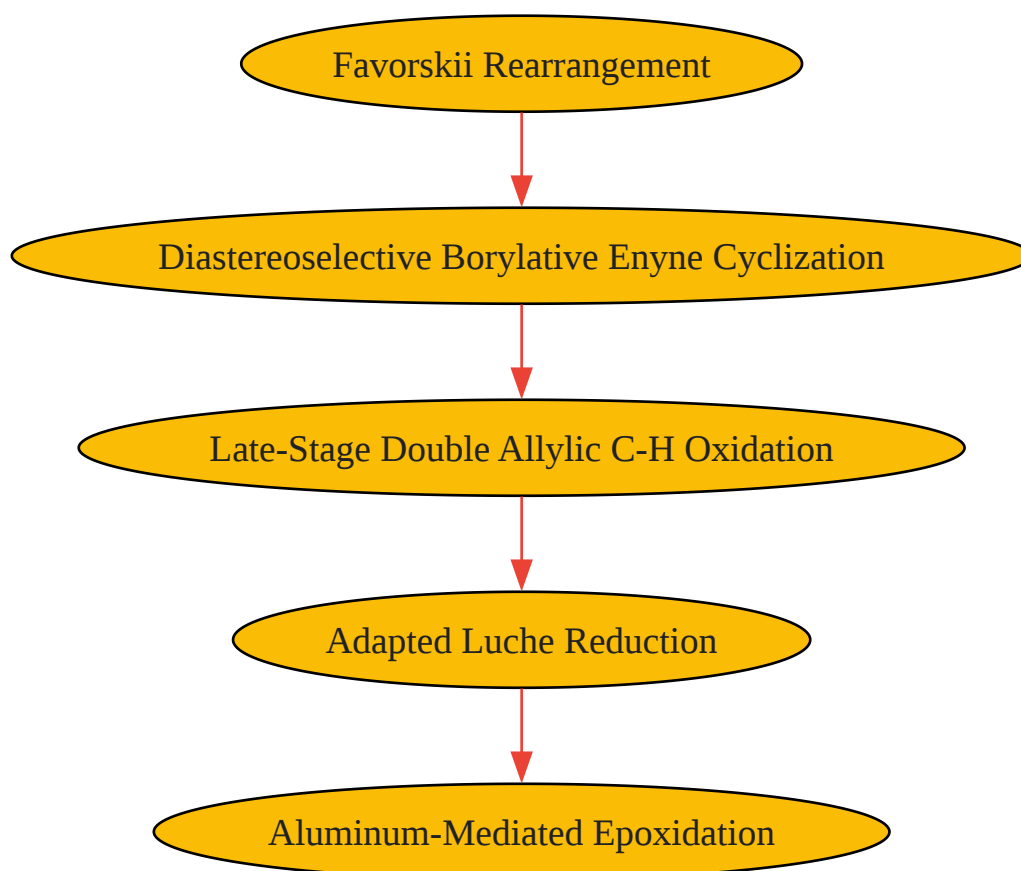 Favorskii Rearrangement
Diastereoselective Borylative Enyne Cyclization
Late-Stage Double Allylic C-H Oxidation
Adapted Luche Reduction
Aluminum-Mediated Epoxidation